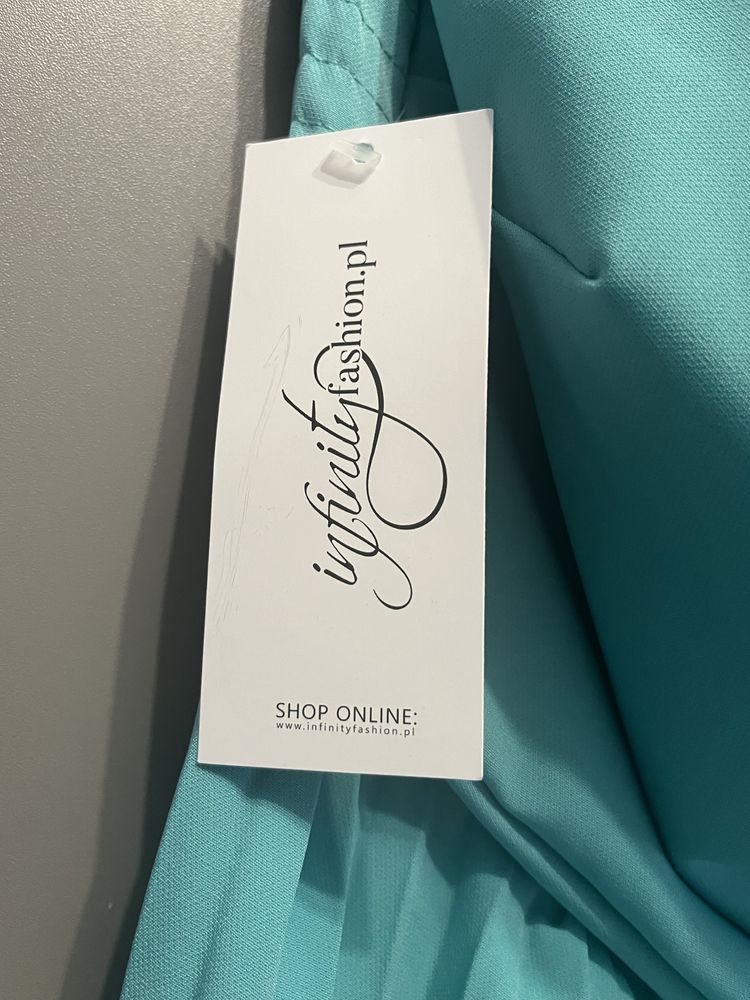 infinityfashion.pl
SHOP ONLINE:
www.infinityfashion.pl